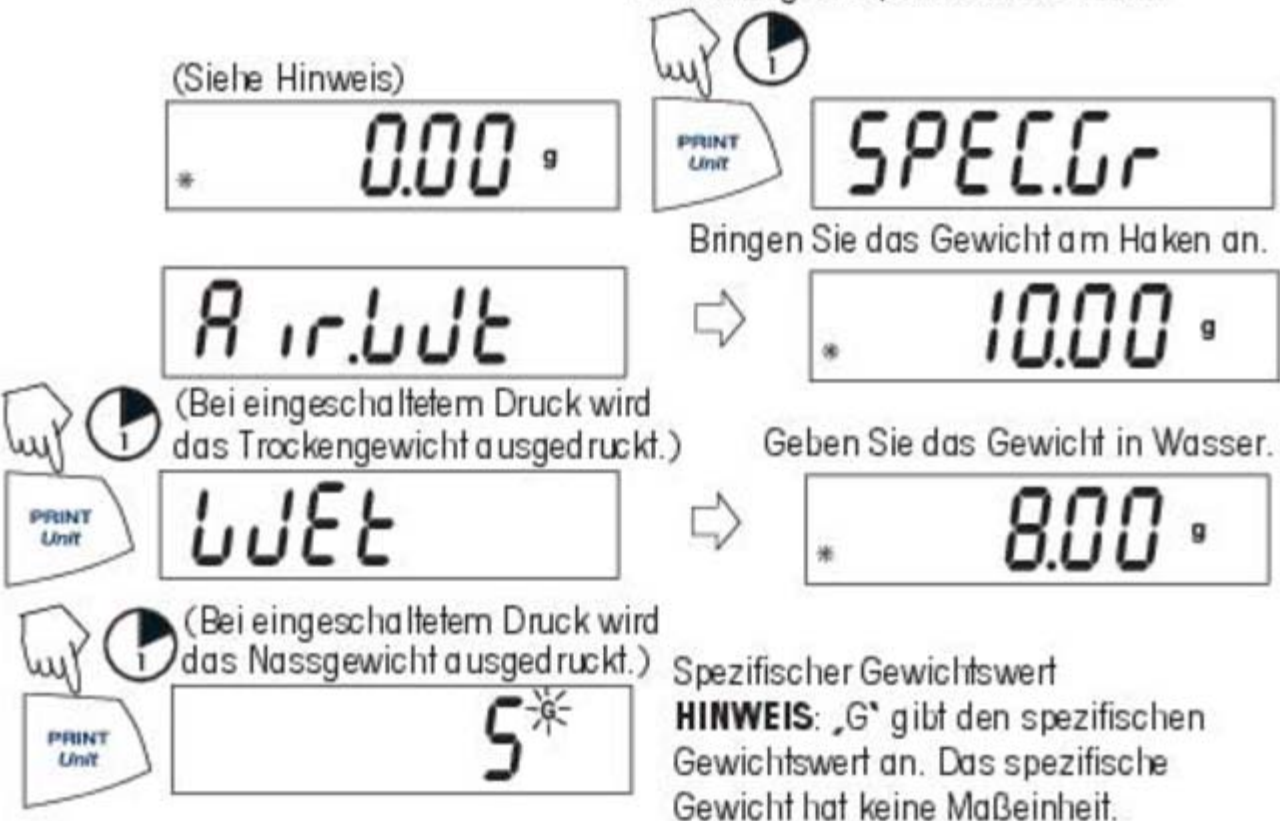 (Siehe Hinweis)
* 0.00 g
1
PRINT
Unit
SPEC.Gr
Bringen Sie das Gewicht am Haken an.
Air.Wt
* 10.00 g
1
(Bei eingeschaltetem Druck wird
das Trockengewicht ausgedruckt.)
PRINT
Unit
WEt
Geben Sie das Gewicht in Wasser.
* 8.00 g
1
(Bei eingeschaltetem Druck wird
das Nassgewicht ausgedruckt.)
PRINT
Unit
5 G
Spezifischer Gewichtswert
HINWEIS: „G‟ gibt den spezifischen
Gewichtswert an. Das spezifische
Gewicht hat keine Maßeinheit.